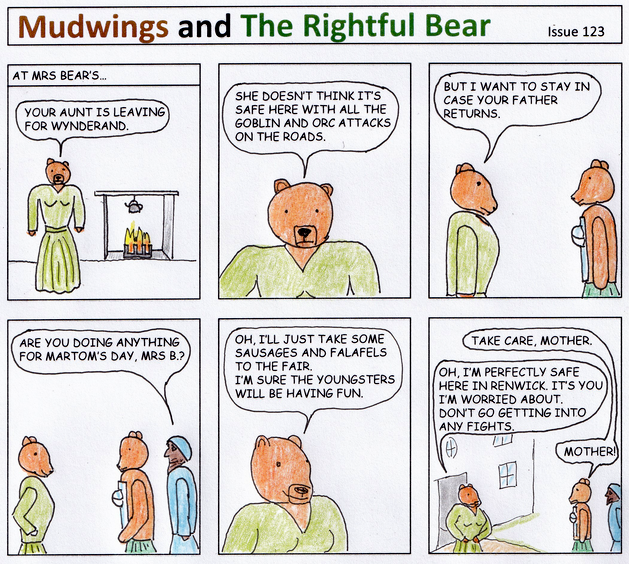 Mudwings and The Rightful Bear
Issue 123
AT MRS BEAR'S...
YOUR AUNT IS LEAVING
FOR WYNDERAND.
SHE DOESN'T THINK IT'S
SAFE HERE WITH ALL THE
GOBLIN AND ORC ATTACKS
ON THE ROADS.
BUT I WANT TO STAY IN
CASE YOUR FATHER
RETURNS.
ARE YOU DOING ANYTHING
FOR MARTOM'S DAY, MRS B.?
OH, I'LL JUST TAKE SOME
SAUSAGES AND FALAFELS
TO THE FAIR.
I'M SURE THE YOUNGSTERS
WILL BE HAVING FUN.
TAKE CARE, MOTHER.
OH, I'M PERFECTLY SAFE
HERE IN RENWICK. IT'S YOU
I'M WORRIED ABOUT.
DON'T GO GETTING INTO
ANY FIGHTS.
MOTHER!